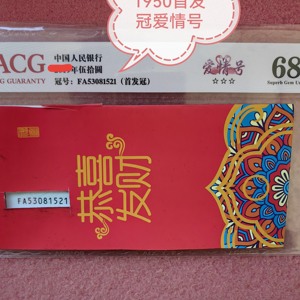 1950首发
冠爱情号
ACG
GUARANTY
中国人民银行
年伍拾圆
冠号：FA53081521（首发冠）
爱情号
☆☆☆
68
Superb Gem
恭喜发财
FA53081521